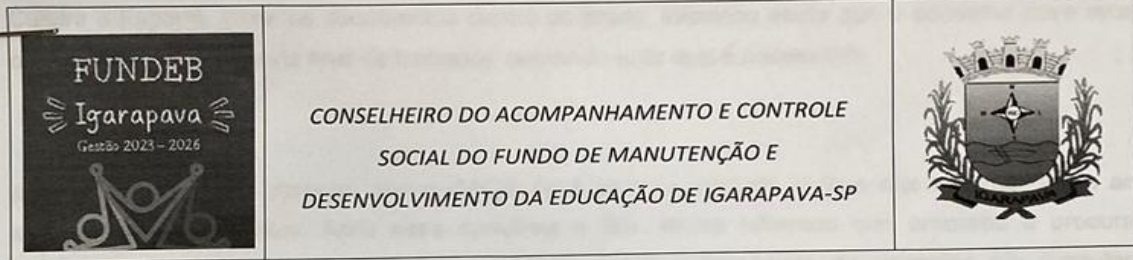 FUNDEB
Igarapava
Gestão 2023 - 2026
CONSELHEIRO DO ACOMPANHAMENTO E CONTROLE
SOCIAL DO FUNDO DE MANUTENÇÃO E
DESENVOLVIMENTO DA EDUCAÇÃO DE IGARAPAVA-SP
IGARAPAVA